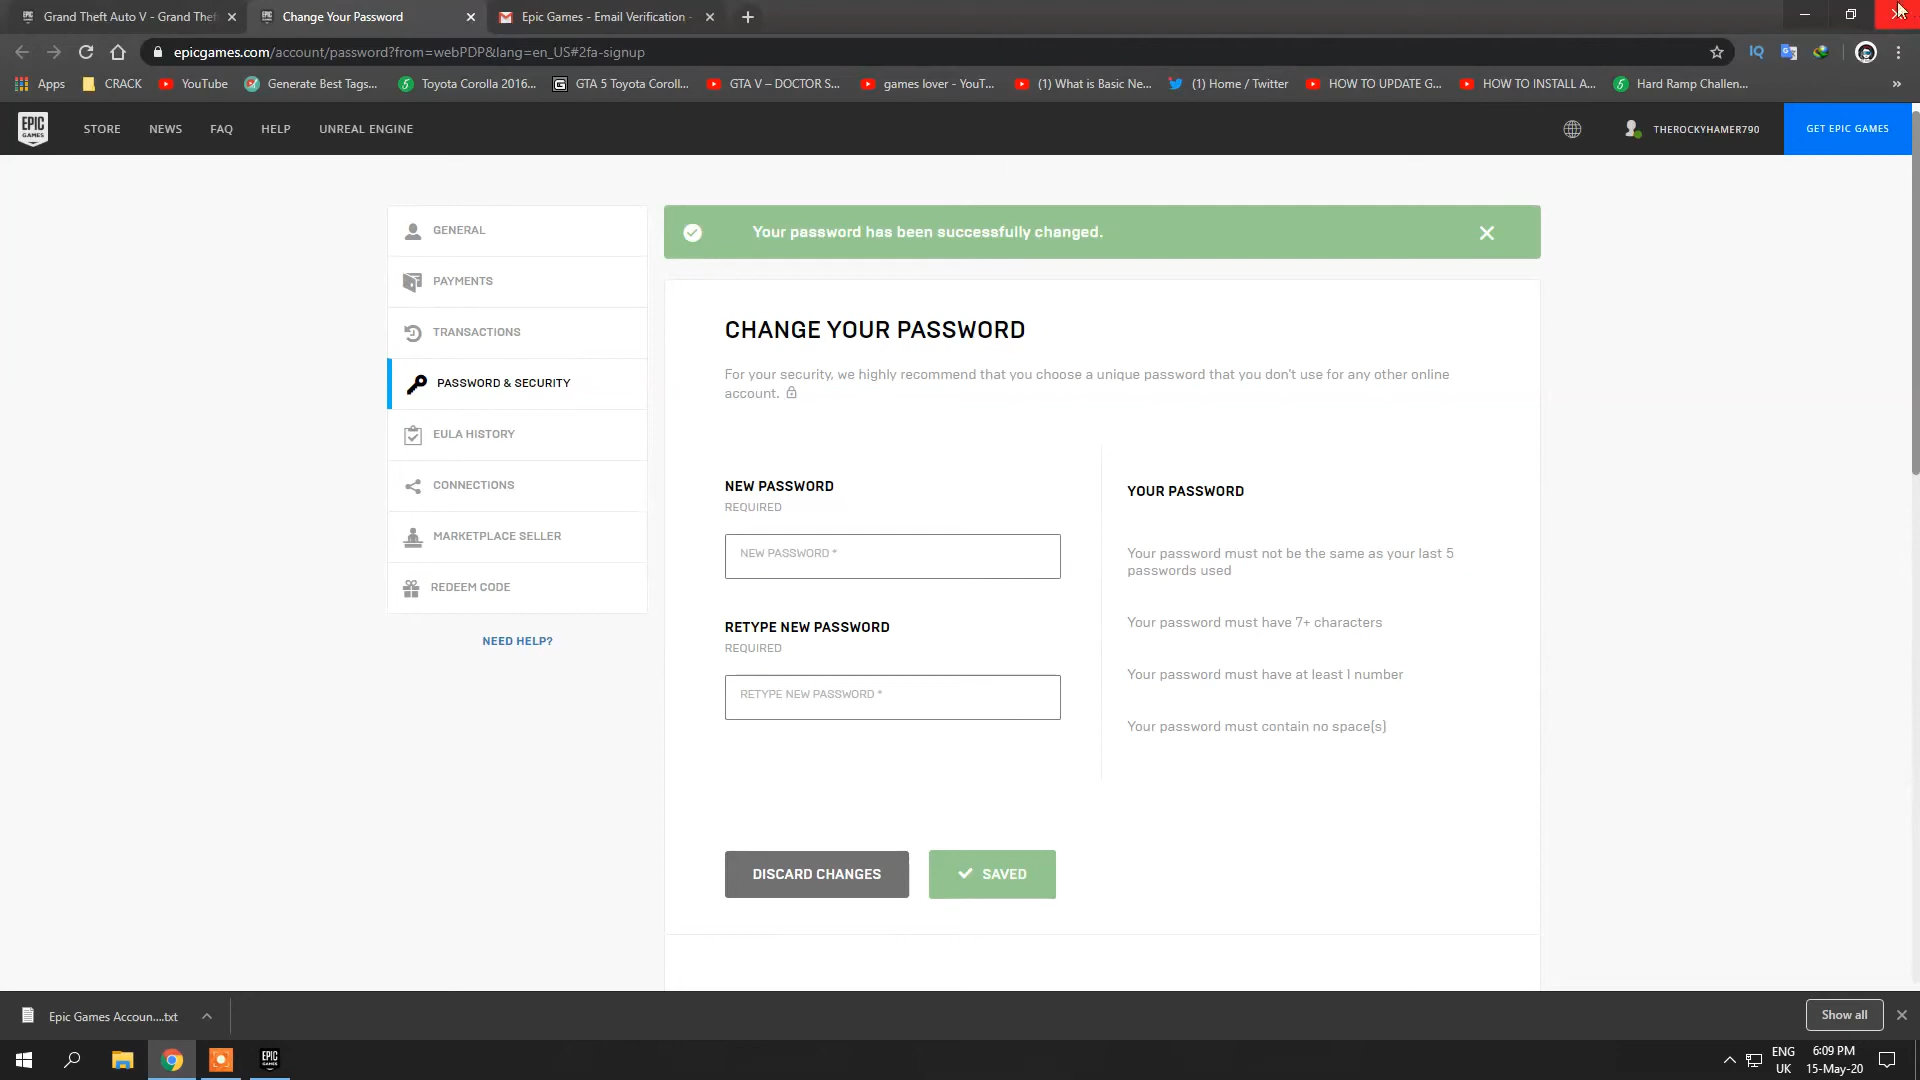 Grand Theft Auto V - Grand Thef
Change Your Password
Epic Games - Email Verification -
epicgames.com/account/password?from=webPDP&lang=en_US#2fa-signup
Apps
CRACK
YouTube
Generate Best Tags...
Toyota Corolla 2016...
GTA 5 Toyota Coroll...
GTA V – DOCTOR S...
games lover - YouT...
(1) What is Basic Ne...
(1) Home / Twitter
HOW TO UPDATE G...
HOW TO INSTALL A...
Hard Ramp Challen...
EPIC
GAMES
STORE
NEWS
FAQ
HELP
UNREAL ENGINE
THEROCKYHAMER790
GET EPIC GAMES
GENERAL
PAYMENTS
TRANSACTIONS
PASSWORD & SECURITY
EULA HISTORY
CONNECTIONS
MARKETPLACE SELLER
REDEEM CODE
NEED HELP?
Your password has been successfully changed.
CHANGE YOUR PASSWORD
For your security, we highly recommend that you choose a unique password that you don't use for any other online
account.
NEW PASSWORD
REQUIRED
NEW PASSWORD *
RETYPE NEW PASSWORD
REQUIRED
RETYPE NEW PASSWORD *
YOUR PASSWORD
Your password must not be the same as your last 5
passwords used
Your password must have 7+ characters
Your password must have at least 1 number
Your password must contain no space(s)
DISCARD CHANGES
SAVED
Epic Games Accoun....txt
Show all
EPIC
GAMES
ENG
UK
6:09 PM
15-May-20